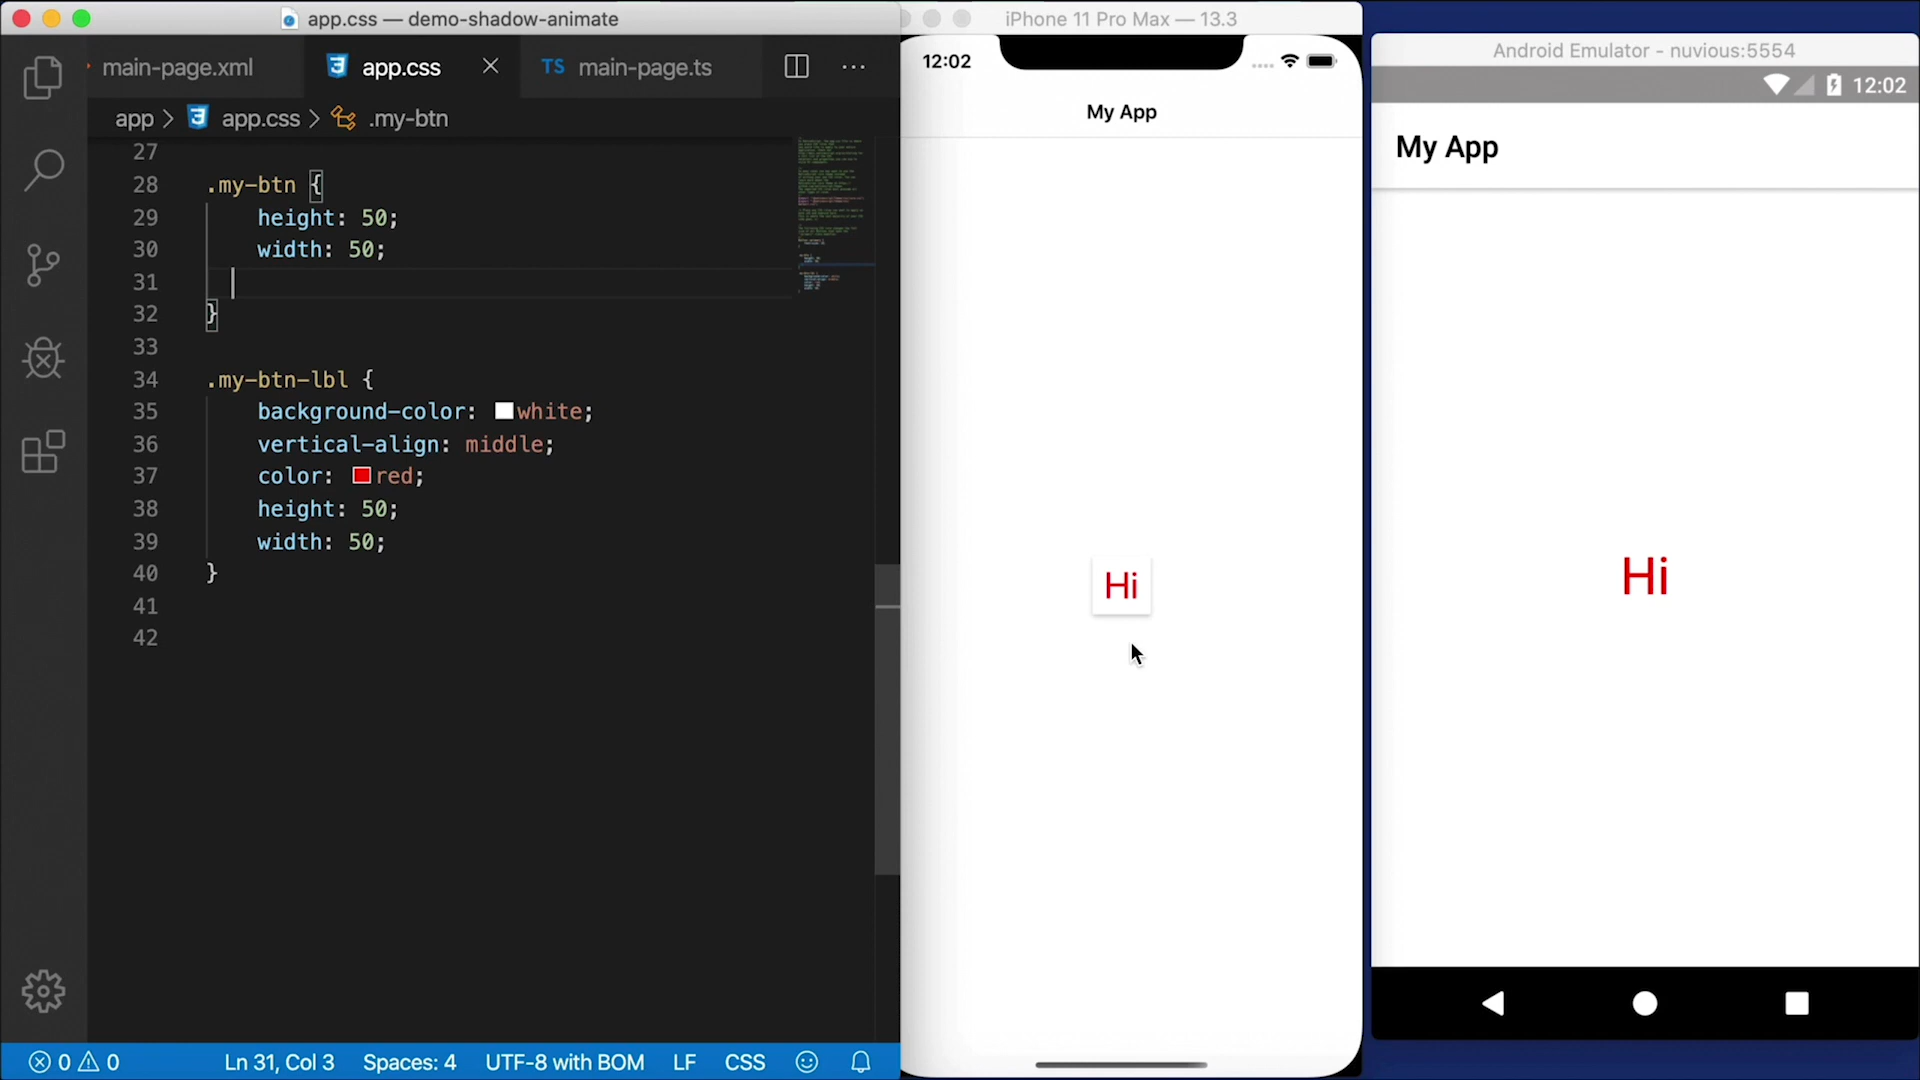 app.css — demo-shadow-animate
main-page.xml
app.css
TS main-page.ts
app > app.css > .my-btn
27
28 .my-btn {
29 height: 50;
30 width: 50;
31
32 }
33
34 .my-btn-lbl {
35 background-color: white;
36 vertical-align: middle;
37 color: red;
38 height: 50;
39 width: 50;
40 }
41
42
0 0 Ln 31, Col 3 Spaces: 4 UTF-8 with BOM LF CSS
iPhone 11 Pro Max — 13.3
12:02
My App
Hi
Android Emulator - nuvious:5554
12:02
My App
Hi